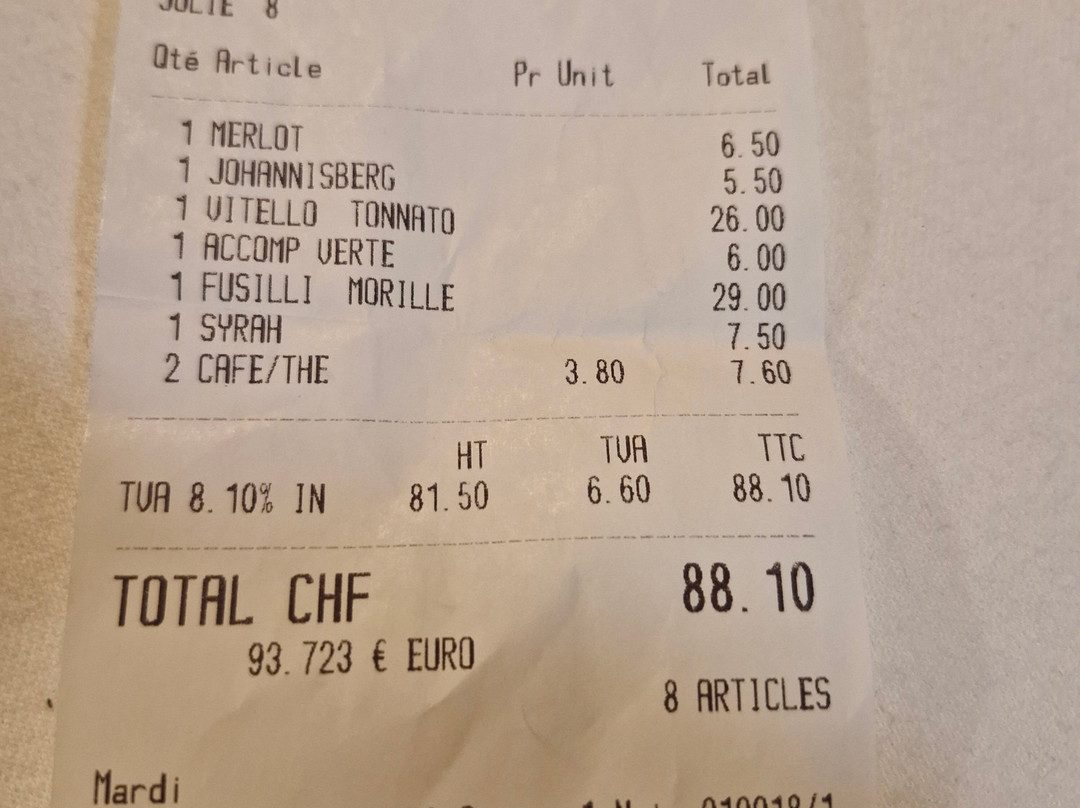 JULIE 8
Qté Article Pr Unit Total
1 MERLOT 6.50
1 JOHANNISBERG 5.50
1 VITELLO TONNATO 26.00
1 ACCOMP VERTE 6.00
1 FUSILLI MORILLE 29.00
1 SYRAH 7.50
2 CAFE/THE 3.80 7.60
HT TVA TTC
TVA 8.10% IN 81.50 6.60 88.10
TOTAL CHF 88.10
93.723 € EURO
8 ARTICLES
Mardi